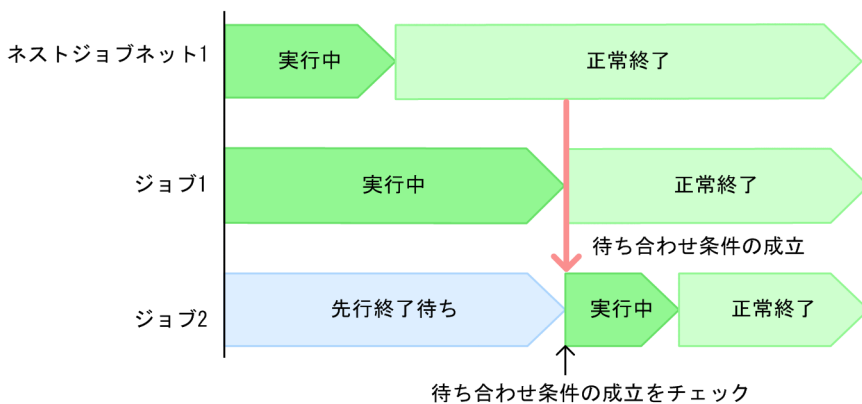 ネストジョブネット1
実行中
正常終了
ジョブ1
実行中
正常終了
待ち合わせ条件の成立
ジョブ2
先行終了待ち
実行中
正常終了
待ち合わせ条件の成立をチェック